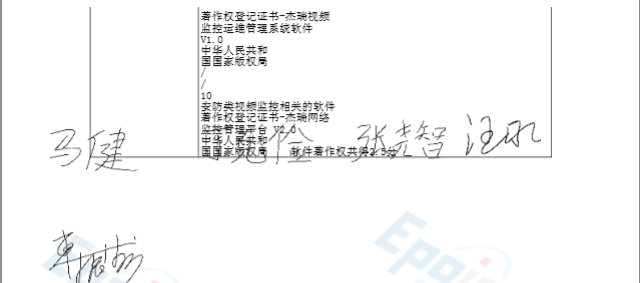 著作权登记证书-杰瑞视频
监控运维管理系统软件
V1.0
中华人民共和
国国家版权局
/
/
10
安防类视频监控相关的软件
著作权登记证书-杰瑞网络
监控管理平台 V2.0
中华人民共和
国国家版权局 软件著作权共得2.5分
马健 张尧智